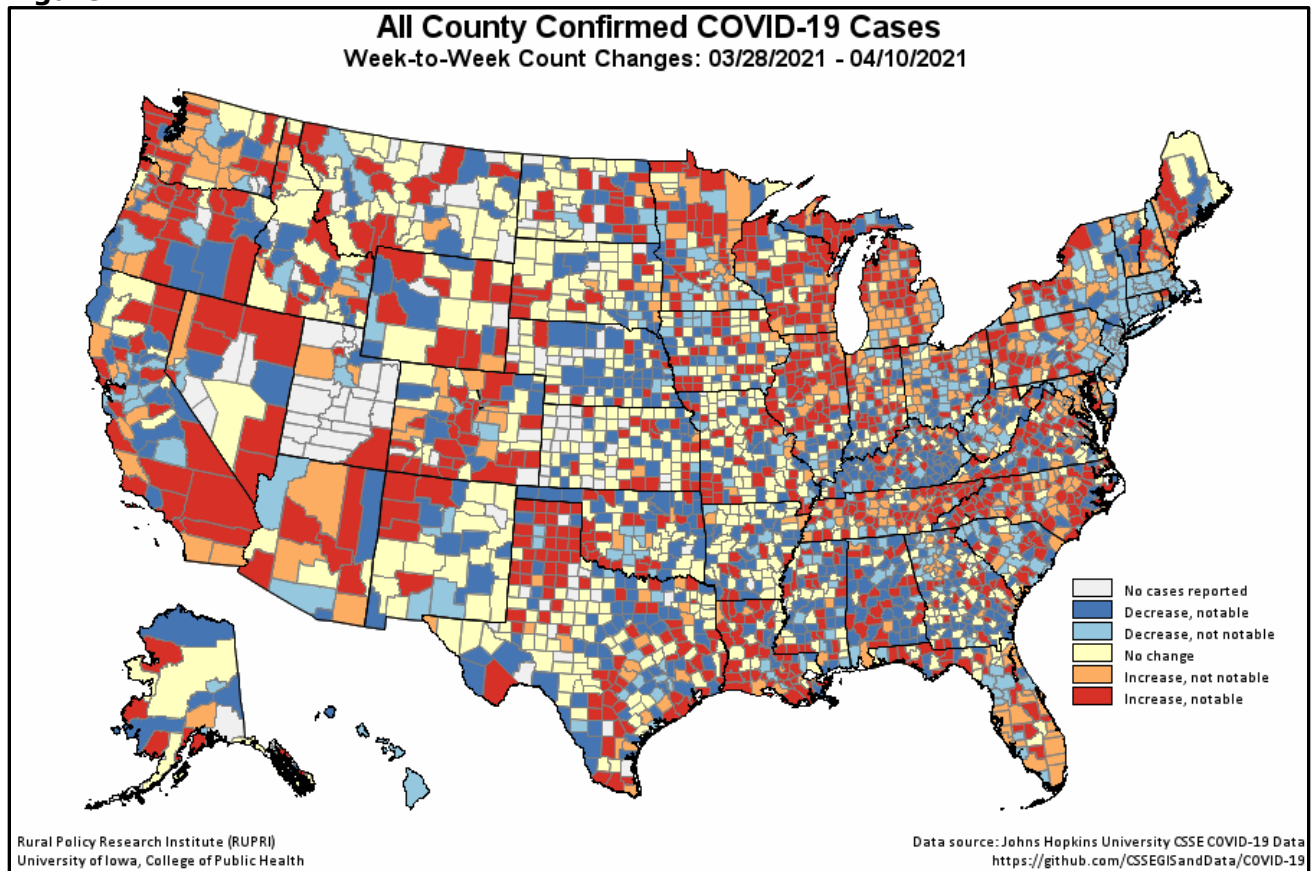 All County Confirmed COVID-19 Cases
Week-to-Week Count Changes: 03/28/2021 - 04/10/2021
No cases reported
Decrease, notable
Decrease, not notable
No change
Increase, not notable
Increase, notable
Rural Policy Research Institute (RUPRI)
University of Iowa, College of Public Health
Data source: Johns Hopkins University CSSE COVID-19 Data
https://github.com/CSSEGISandData/COVID-19